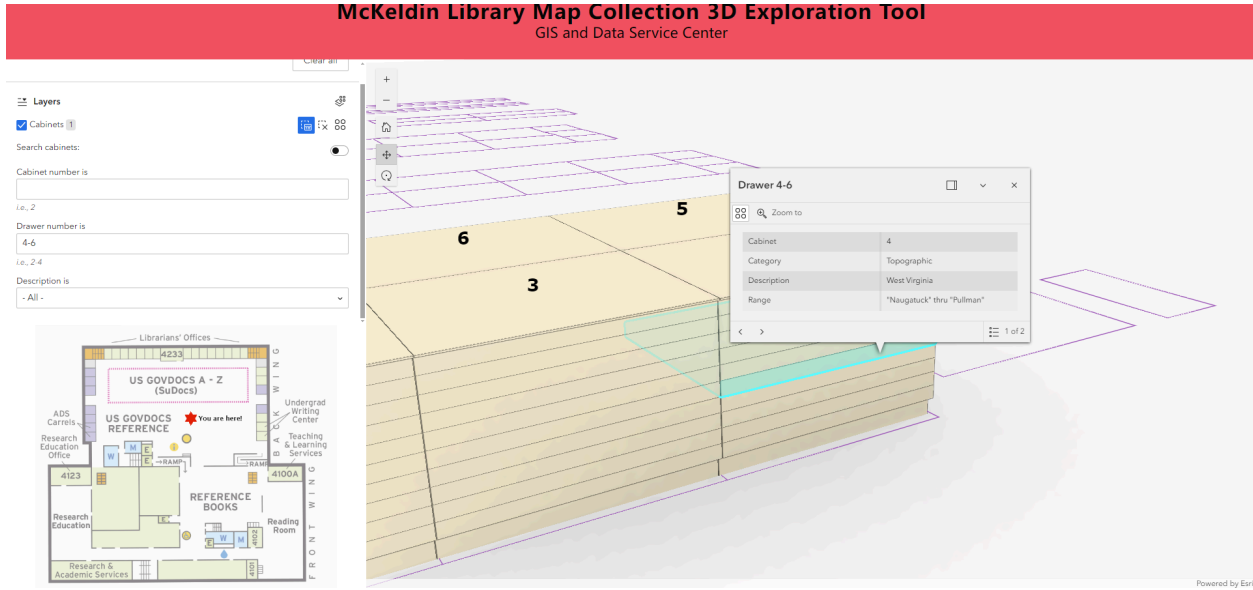 McKeldin Library Map Collection 3D Exploration Tool
GIS and Data Service Center
Clear all
Layers
Cabinets 1
Search cabinets:
Cabinet number is
i.e., 2
Drawer number is
4-6
i.e., 2-4
Description is
- All -
Librarians' Offices
4233
US GOVDOCS A - Z
(SuDocs)
BACK WING
ADS
Carrels
US GOVDOCS
REFERENCE
You are here!
Undergrad
Writing
Center
Research
Education
Office
M
E
W
E
RAMP
RAMP
Teaching
& Learning
Services
4123
4100A
REFERENCE
BOOKS
Research
Education
E
Reading
Room
E
W
M
4102
FRONT WING
Research &
Academic Services
4101
+
−
6
5
3
Drawer 4-6
Zoom to
Cabinet 4
Category Topographic
Description West Virginia
Range "Naugatuck" thru "Pullman"
1 of 2
Powered by Esri